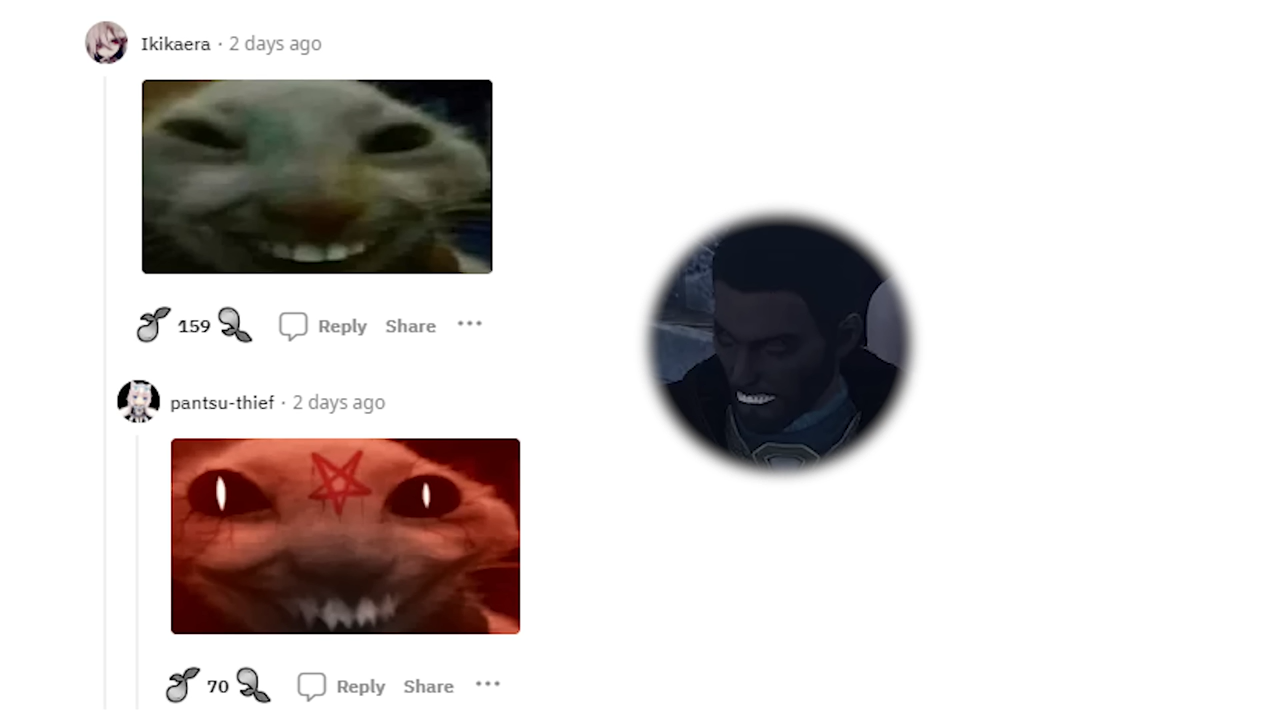 Ikikaera · 2 days ago
159 Reply Share ···
pantsu-thief · 2 days ago
70 Reply Share ···